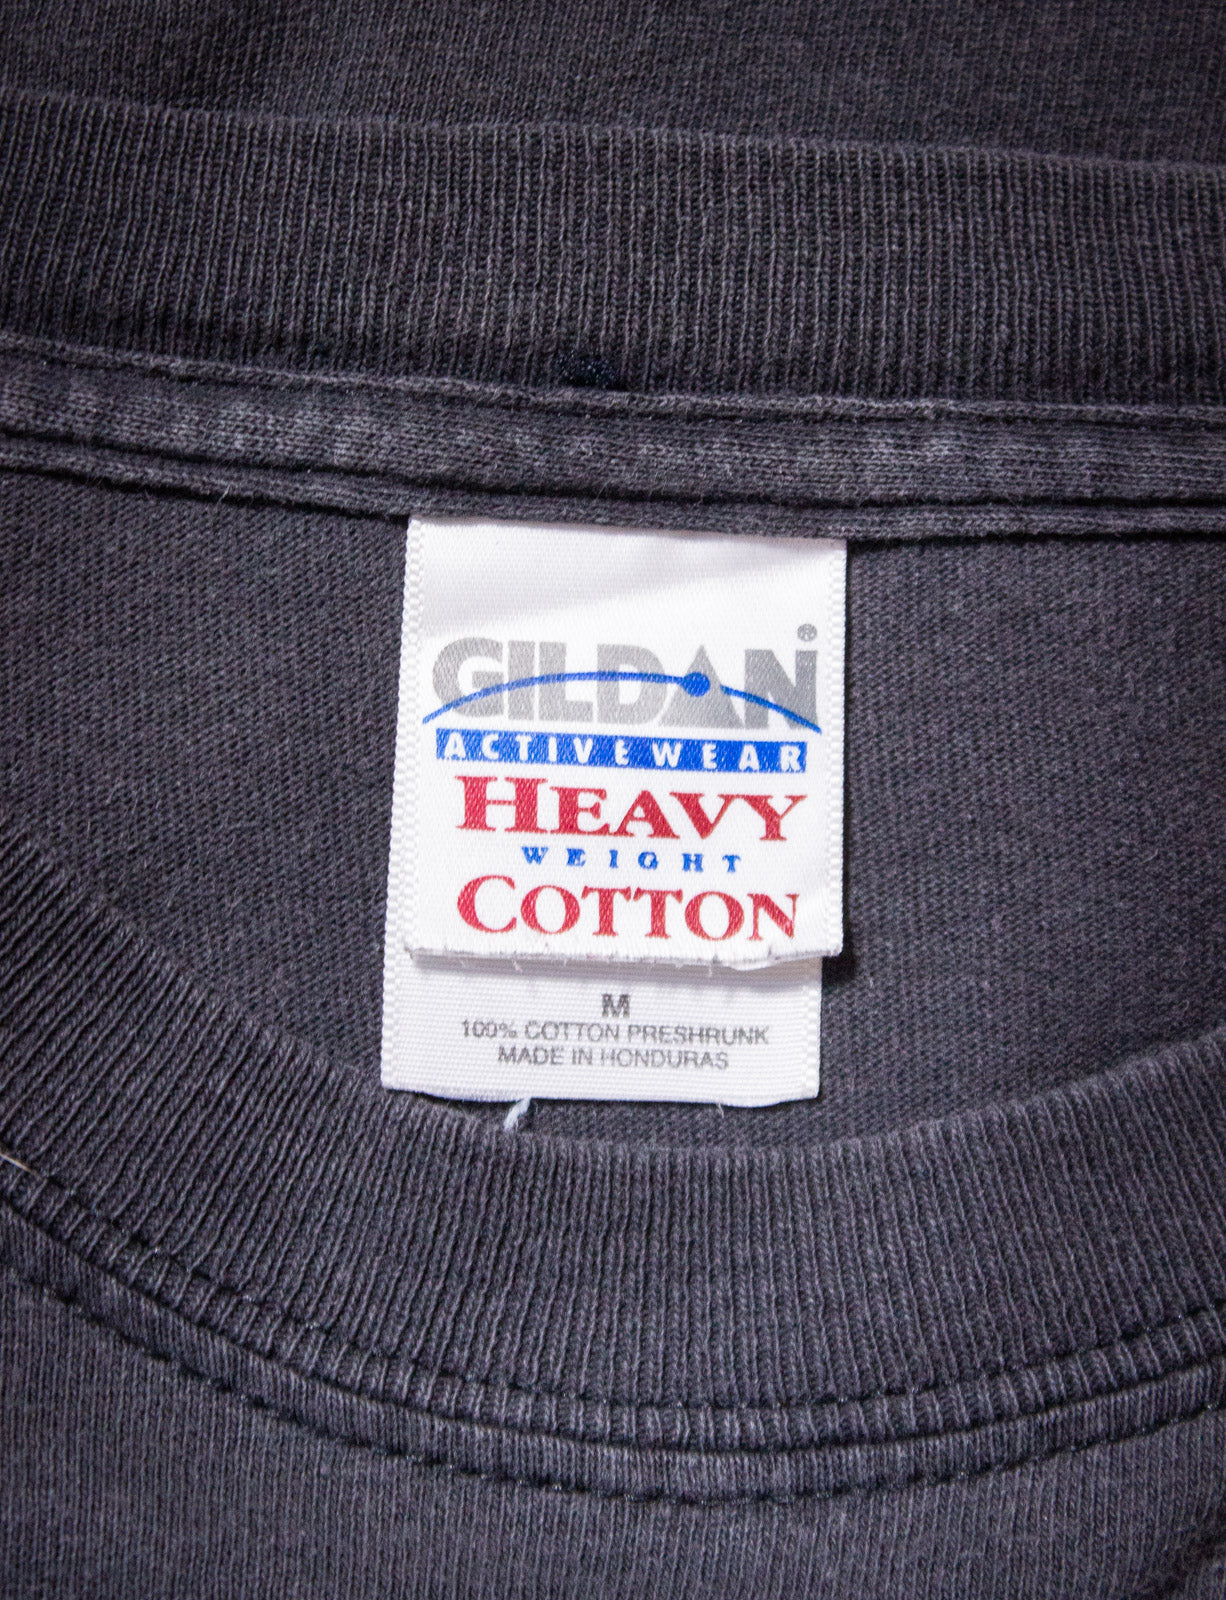 GILDAN®
ACTIVEWEAR
HEAVY
WEIGHT
COTTON
M
100% COTTON PRESHRUNK
MADE IN HONDURAS